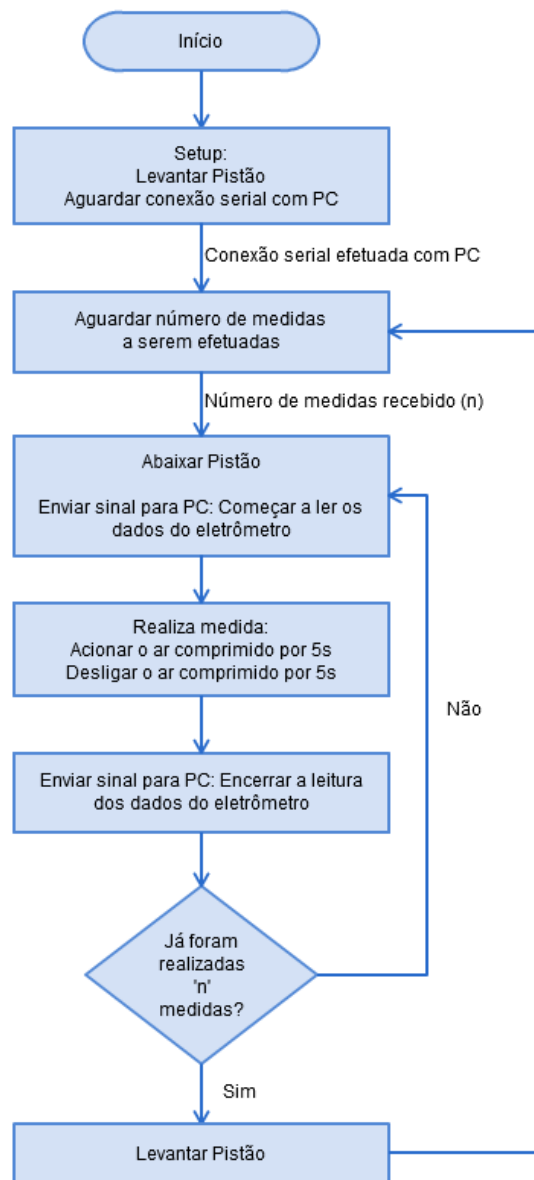 Início
Setup:
Levantar Pistão
Aguardar conexão serial com PC
Conexão serial efetuada com PC
Aguardar número de medidas
a serem efetuadas
Número de medidas recebido (n)
Abaixar Pistão
Enviar sinal para PC: Começar a ler os
dados do eletrômetro
Realiza medida:
Acionar o ar comprimido por 5s
Desligar o ar comprimido por 5s
Não
Enviar sinal para PC: Encerrar a leitura
dos dados do eletrômetro
Já foram
realizadas
'n'
medidas?
Sim
Levantar Pistão